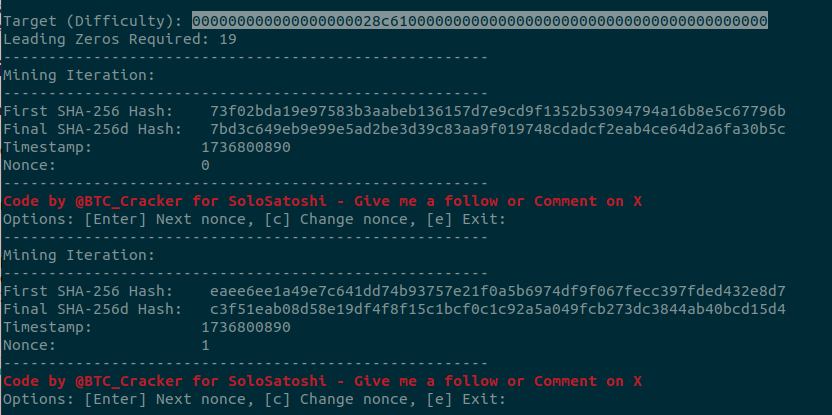 Target (Difficulty): 000000000000000000028c610000000000000000000000000000000000000000
Leading Zeros Required: 19
------------------------------------------------------
Mining Iteration:
------------------------------------------------------
First SHA-256 Hash:    73f02bda19e97583b3aabeb136157d7e9cd9f1352b53094794a16b8e5c67796b
Final SHA-256d Hash:   7bd3c649eb9e99e5ad2be3d39c83aa9f019748cdadcf2eab4ce64d2a6fa30b5c
Timestamp:            1736800890
Nonce:                0
------------------------------------------------------
Code by @BTC_Cracker for SoloSatoshi - Give me a follow or Comment on X
Options: [Enter] Next nonce, [c] Change nonce, [e] Exit:
------------------------------------------------------
Mining Iteration:
------------------------------------------------------
First SHA-256 Hash:    eaee6ee1a49e7c641dd74b93757e21f0a5b6974df9f067fecc397fded432e8d7
Final SHA-256d Hash:   c3f51eab08d58e19df4f8f15c1bcf0c1c92a5a049fcb273dc3844ab40bcd15d4
Timestamp:            1736800890
Nonce:                1
------------------------------------------------------
Code by @BTC_Cracker for SoloSatoshi - Give me a follow or Comment on X
Options: [Enter] Next nonce, [c] Change nonce, [e] Exit: